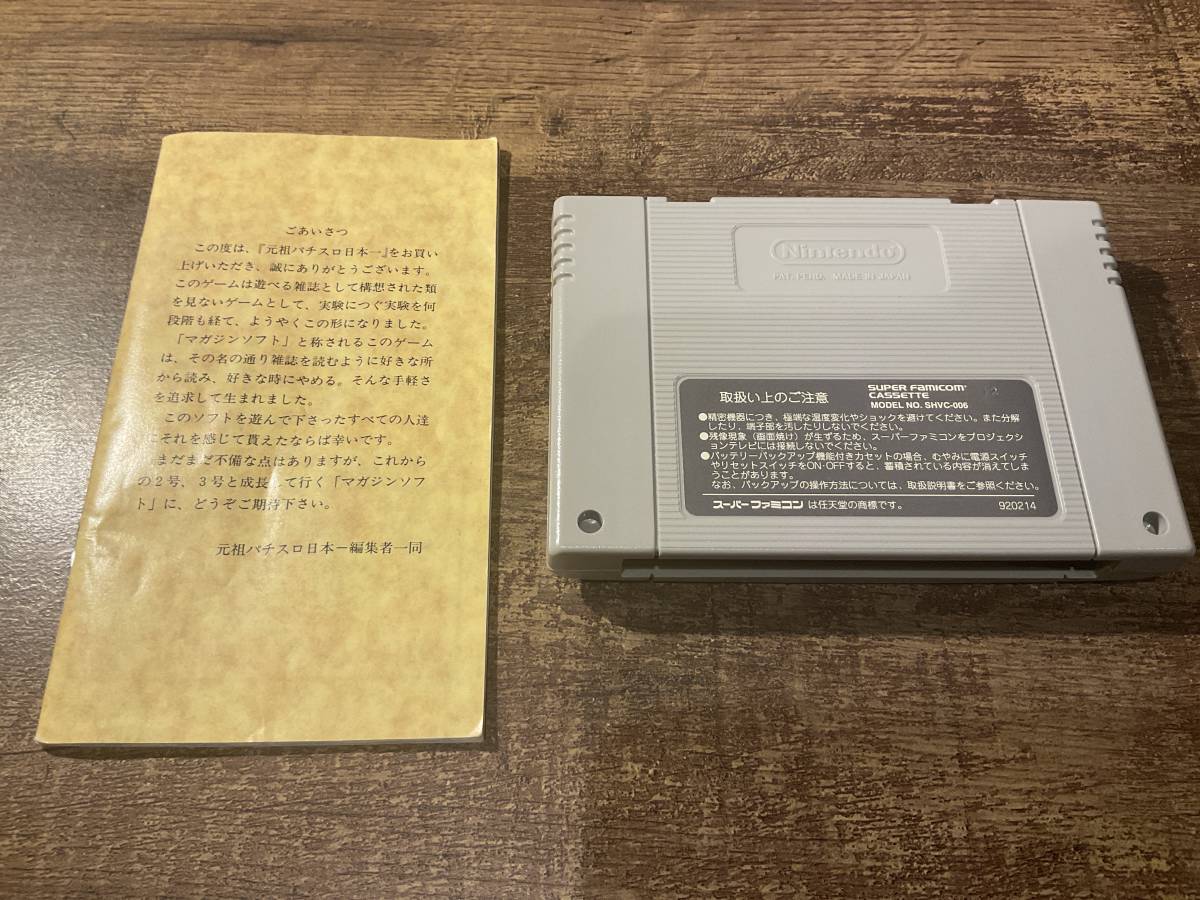 ごあいさつ
この度は、『元祖パチスロ日本一』をお買い
上げいただき、誠にありがとうございます。
このゲームは遊べる雑誌として構想された類
を見ないゲームとして、実験につぐ実験を何
段階も経て、ようやくこの形になりました。
「マガジンソフト」と称されるこのゲーム
は、その名の通り雑誌を読むように好きな所
から読み、好きな時にやめる。そんな手軽さ
を追求して生まれました。
このソフトを遊んで下さったすべての人達
にそれを感じて貰えたならば幸いです。
まだまだ不備な点はありますが、これから
の2号、3号と成長して行く「マガジンソフ
ト」に、どうぞご期待下さい。
元祖パチスロ日本一編集者一同
Nintendo
PAT. PEND. MADE IN JAPAN
取扱い上のご注意
SUPER FAMICOM
CASSETTE
MODEL NO. SHVC-006
●精密機器につき、極端な温度変化やショックを避けてください。また分解
したり、端子部を汚したりしないでください。
●残像現象（画面焼け）が生ずるため、スーパーファミコンをプロジェクシ
ョンテレビには接続しないでください。
●バッテリーバックアップ機能付きカセットの場合、むやみに電源スイッチ
やリセットスイッチをON・OFFすると、蓄積されている内容が消えてしま
うことがあります。
なお、バックアップの操作方法については、取扱説明書をご参照ください。
スーパーファミコン は任天堂の商標です。
920214